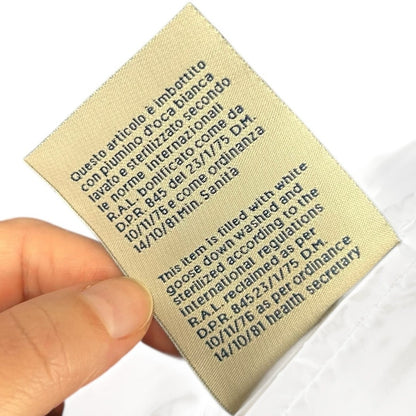 Questo articolo è imbottito
con piumino d'oca bianca
lavato e sterilizzato secondo
le norme internazionali
R.A.L. bonificato come da
D.P.R. 845 del 23/1/75 D.M.
10/11/76 e come ordinanza
14/10/81 Min. Sanità
This item is filled with white
goose down washed and
sterilized according to the
international regulations
R.A.L. reclaimed as per
D.P.R. 84523/1/75 D.M.
10/11/76 as per ordinance
14/10/81 health secretary